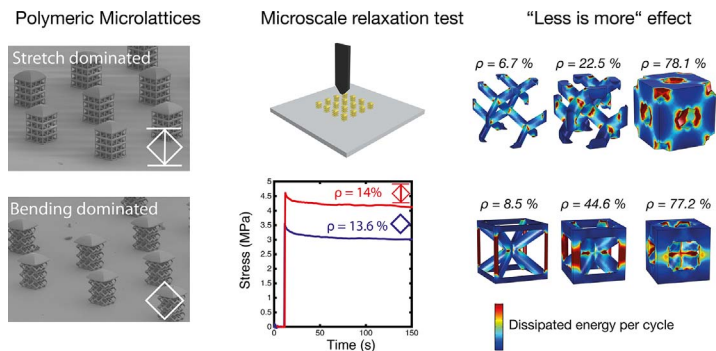 Polymeric Microlattices
Stretch dominated
Bending dominated
Microscale relaxation test
5
4.5
4
3.5
3
2.5
2
1.5
1
0.5
0
0
50
100
150
Stress (MPa)
Time (s)
ρ = 14%
ρ = 13.6 %
“Less is more“ effect
ρ = 6.7 %
ρ = 22.5 %
ρ = 78.1 %
ρ = 8.5 %
ρ = 44.6 %
ρ = 77.2 %
Dissipated energy per cycle